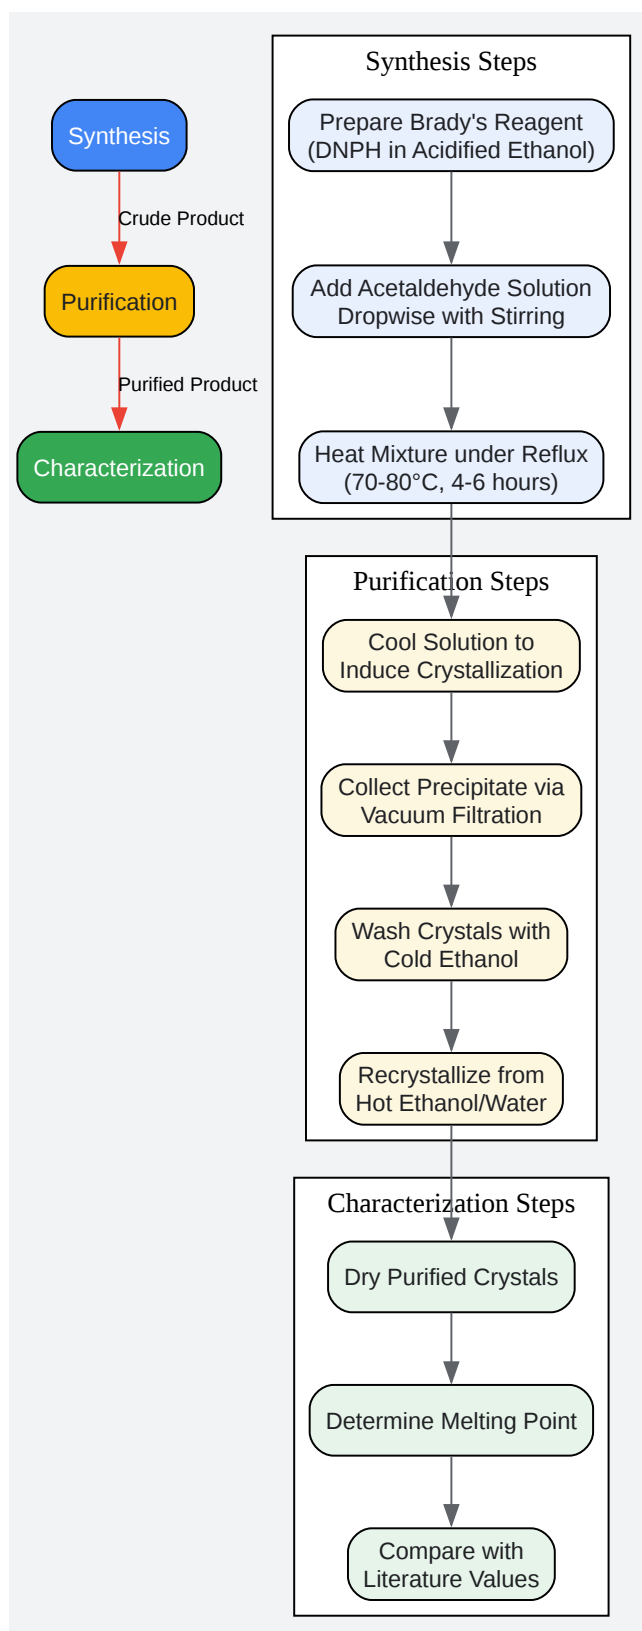 Synthesis
Crude Product
Purification
Purified Product
Characterization
Synthesis Steps
Prepare Brady's Reagent
(DNPH in Acidified Ethanol)
Add Acetaldehyde Solution
Dropwise with Stirring
Heat Mixture under Reflux
(70-80°C, 4-6 hours)
Purification Steps
Cool Solution to
Induce Crystallization
Collect Precipitate via
Vacuum Filtration
Wash Crystals with
Cold Ethanol
Recrystallize from
Hot Ethanol/Water
Characterization Steps
Dry Purified Crystals
Determine Melting Point
Compare with
Literature Values